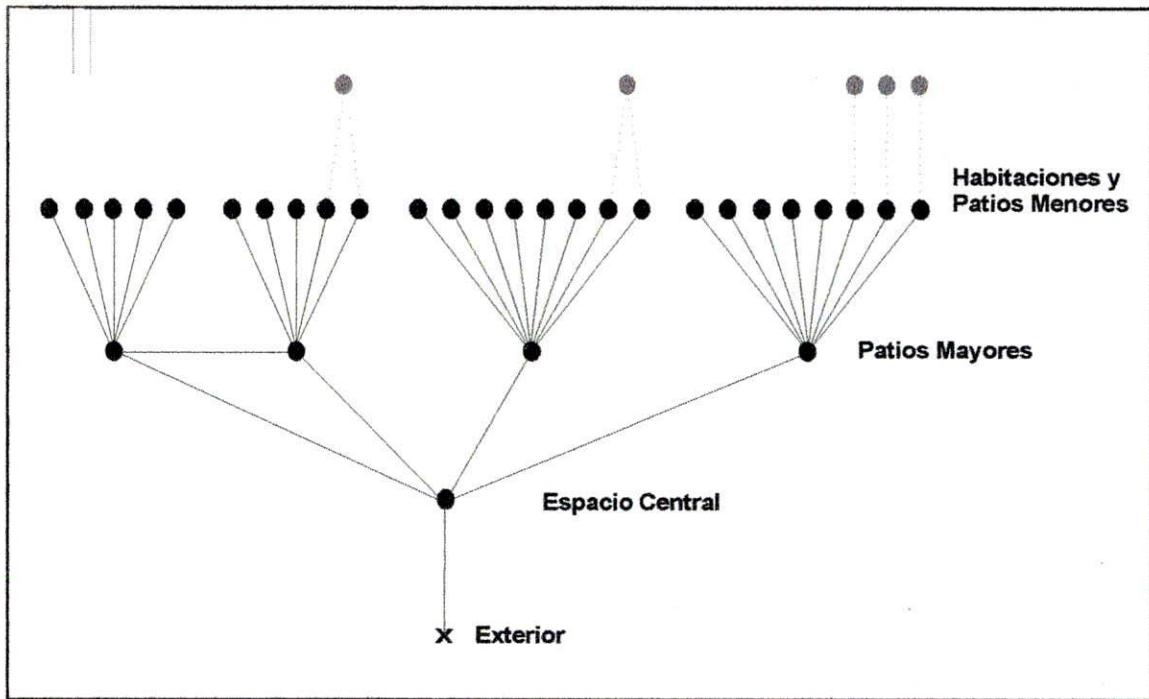 Habitaciones y
Patios Menores
Patios Mayores
Espacio Central
x Exterior